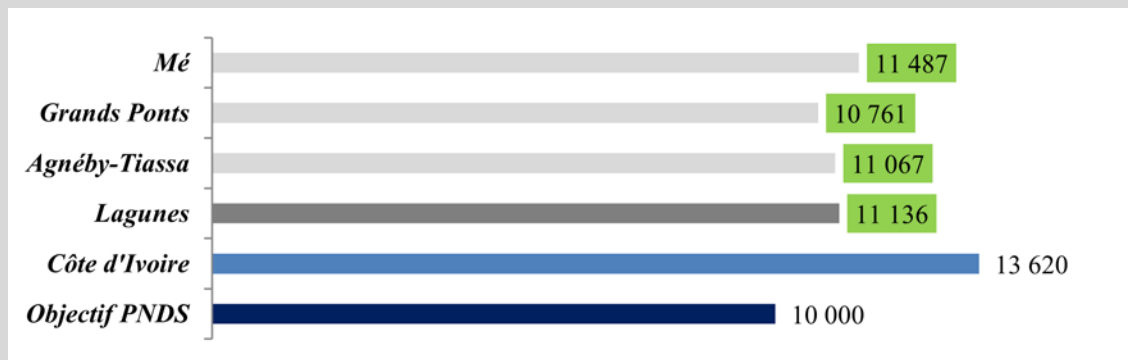 Mé 11 487
Grands Ponts 10 761
Agnéby-Tiassa 11 067
Lagunes 11 136
Côte d'Ivoire 13 620
Objectif PNDS 10 000